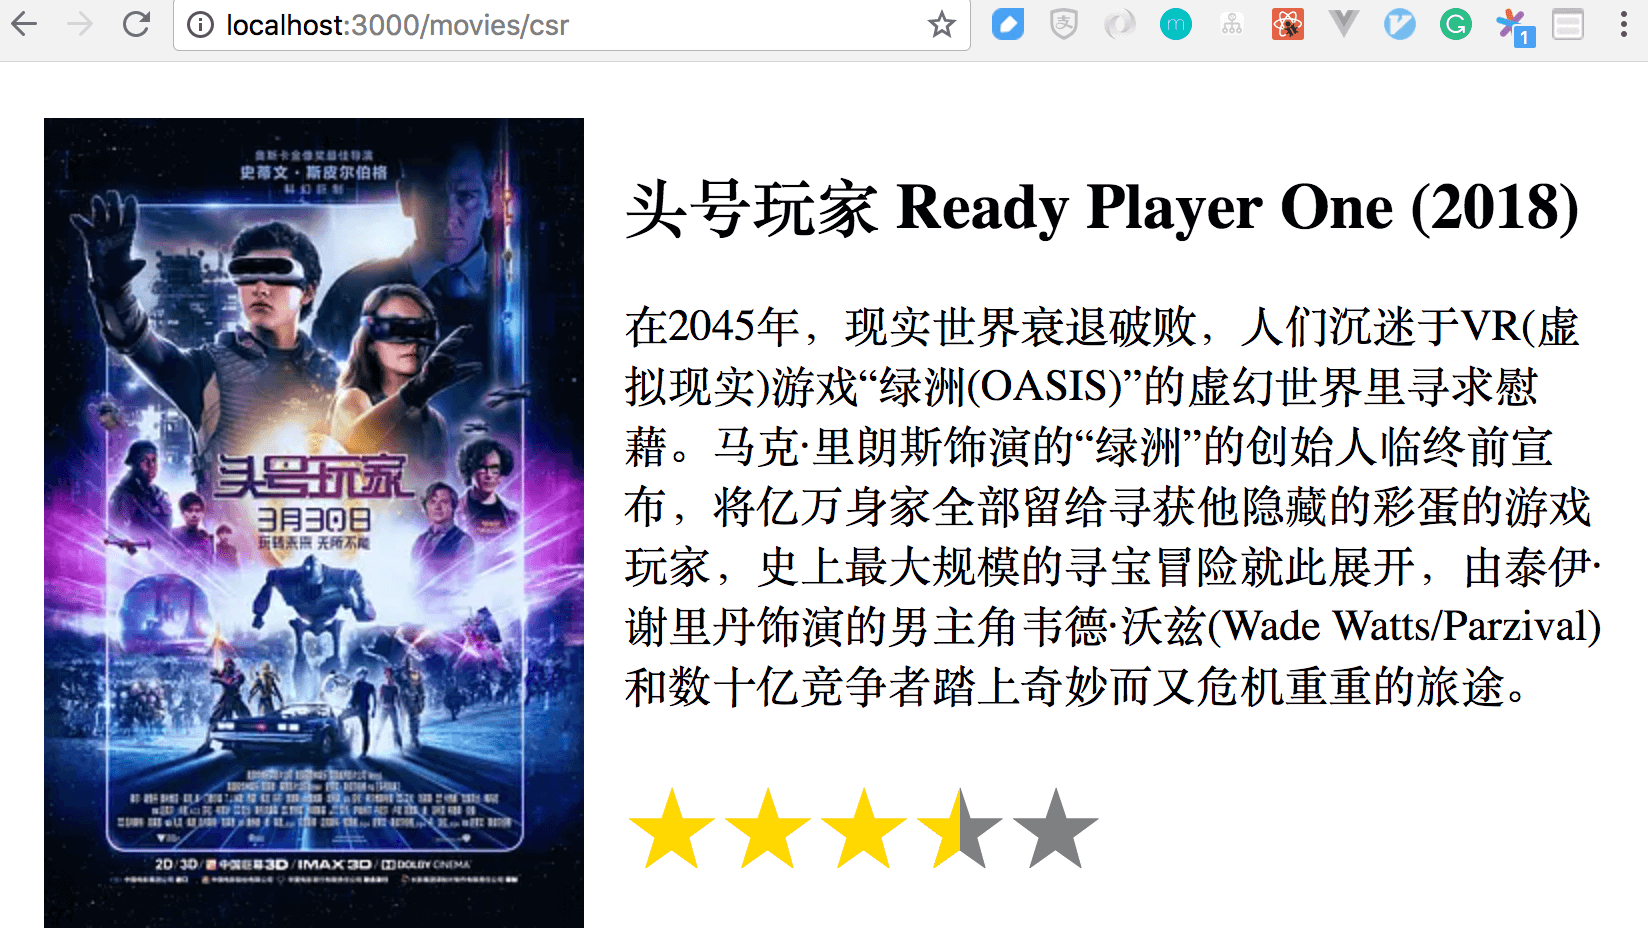 localhost:3000/movies/csr
1
奥斯卡金像奖最佳导演
史蒂文·斯皮尔伯格
科幻巨制
头号玩家
3月30日
玩转未来 无所不能
2D/3D/中国巨幕3D/IMAX 3D/DOLBY CINEMA
头号玩家 Ready Player One (2018)
在2045年，现实世界衰退破败，人们沉迷于VR(虚
拟现实)游戏“绿洲(OASIS)”的虚幻世界里寻求慰
藉。马克·里朗斯饰演的“绿洲”的创始人临终前宣
布，将亿万身家全部留给寻获他隐藏的彩蛋的游戏
玩家，史上最大规模的寻宝冒险就此展开，由泰伊·
谢里丹饰演的男主角韦德·沃兹(Wade Watts/Parzival)
和数十亿竞争者踏上奇妙而又危机重重的旅途。